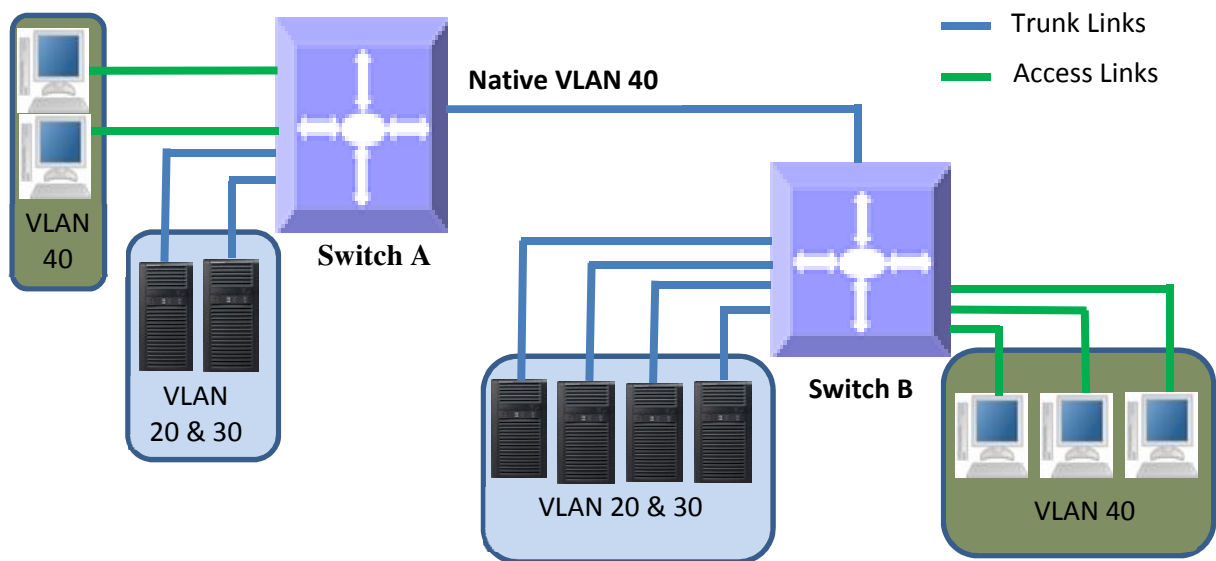 Trunk Links
Access Links
Native VLAN 40
VLAN
40
Switch A
VLAN
20 & 30
Switch B
VLAN 20 & 30
VLAN 40